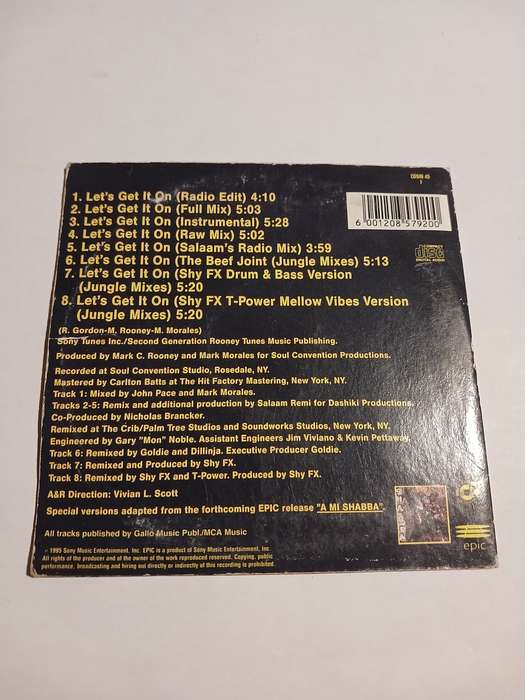 CDSIN 49
1. Let's Get It On (Radio Edit) 4:10
2. Let's Get It On (Full Mix) 5:03
3. Let's Get It On (Instrumental) 5:28
4. Let's Get It On (Raw Mix) 5:02
5. Let's Get It On (Salaam's Radio Mix) 3:59
6. Let's Get It On (The Beef Joint (Jungle Mixes) 5:13
7. Let's Get It On (Shy FX Drum & Bass Version
(Jungle Mixes) 5:20
8. Let's Get It On (Shy FX T-Power Mellow Vibes Version
(Jungle Mixes) 5:20
6 001208 579200
COMPACT
disc
DIGITAL AUDIO
(R. Gordon-M. Rooney-M. Morales)
Sony Tunes Inc./Second Generation Rooney Tunes Music Publishing.
Produced by Mark C. Rooney and Mark Morales for Soul Convention Productions.
Recorded at Soul Convention Studio, Rosedale, NY.
Mastered by Carlton Batts at The Hit Factory Mastering, New York, NY.
Track 1: Mixed by John Pace and Mark Morales.
Tracks 2-5: Remix and additional production by Salaam Remi for Dashiki Productions.
Co-Produced by Nicholas Brancker.
Remixed at The Crib/Palm Tree Studios and Soundworks Studios, New York, NY.
Engineered by Gary "Mon" Noble. Assistant Engineers Jim Viviano & Kevin Pettaway.
Track 6: Remixed by Goldie and Dillinja. Executive Producer Goldie.
Track 7: Remixed and Produced by Shy FX.
Track 8: Remixed by Shy FX and T-Power. Produced by Shy FX.
A&R Direction: Vivian L. Scott
Special versions adapted from the forthcoming EPIC release "A MI SHABBA".
All tracks published by Gallo Music Publ./MCA Music
SHABBA
epic
© 1995 Sony Music Entertainment, Inc. EPIC is a product of Sony Music Entertainment, Inc.
All rights of the producer and of the owner of the work reproduced reserved. Copying, public
performance, broadcasting and hiring out directly or indirectly of this recording is prohibited.